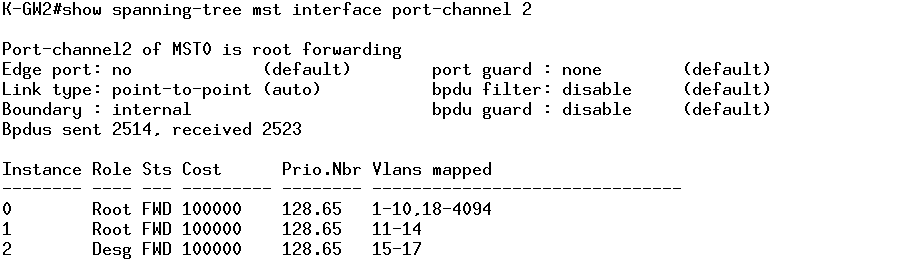 K-GW2#show spanning-tree mst interface port-channel 2
Port-channel2 of MST0 is root forwarding
Edge port: no (default) port guard : none (default)
Link type: point-to-point (auto) bpdu filter: disable (default)
Boundary : internal bpdu guard : disable (default)
Bpdus sent 2514, received 2523
Instance Role Sts Cost Prio.Nbr Vlans mapped
-------- ---- --- --------- -------- -------------------------------
0 Root FWD 100000 128.65 1-10,18-4094
1 Root FWD 100000 128.65 11-14
2 Desg FWD 100000 128.65 15-17